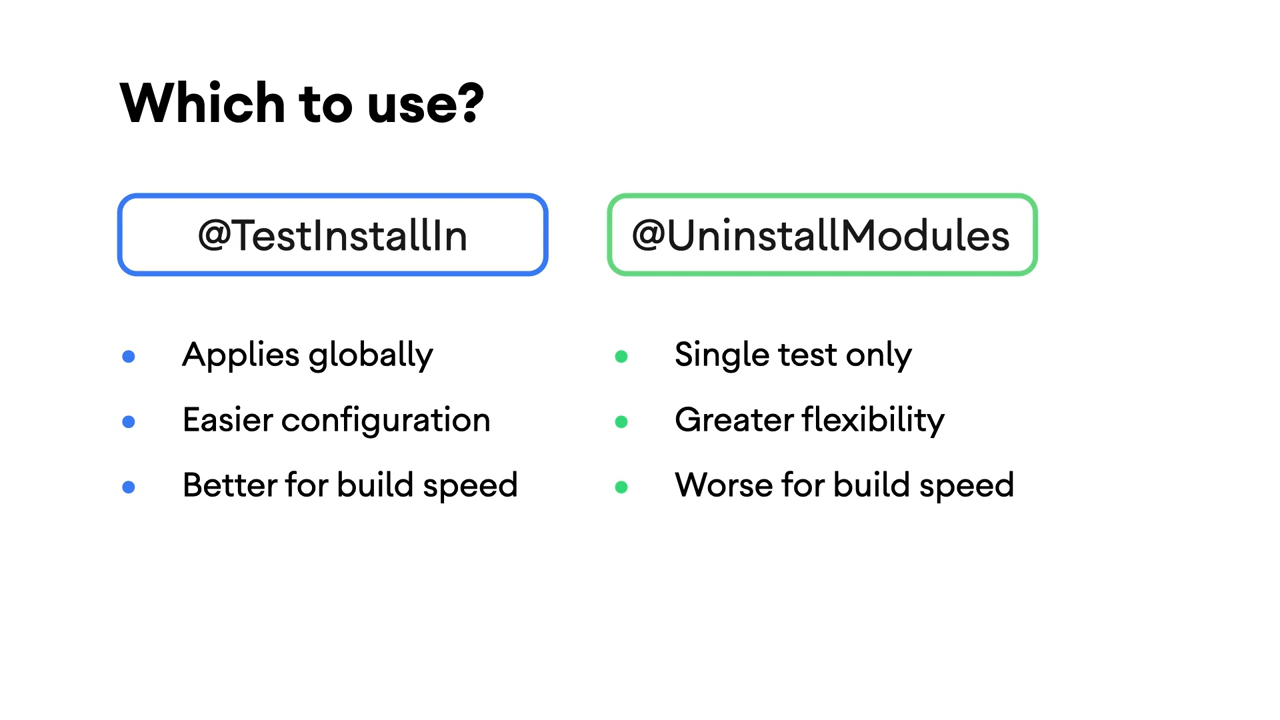 Which to use?
@TestInstallIn
@UninstallModules
Applies globally
Easier configuration
Better for build speed
Single test only
Greater flexibility
Worse for build speed